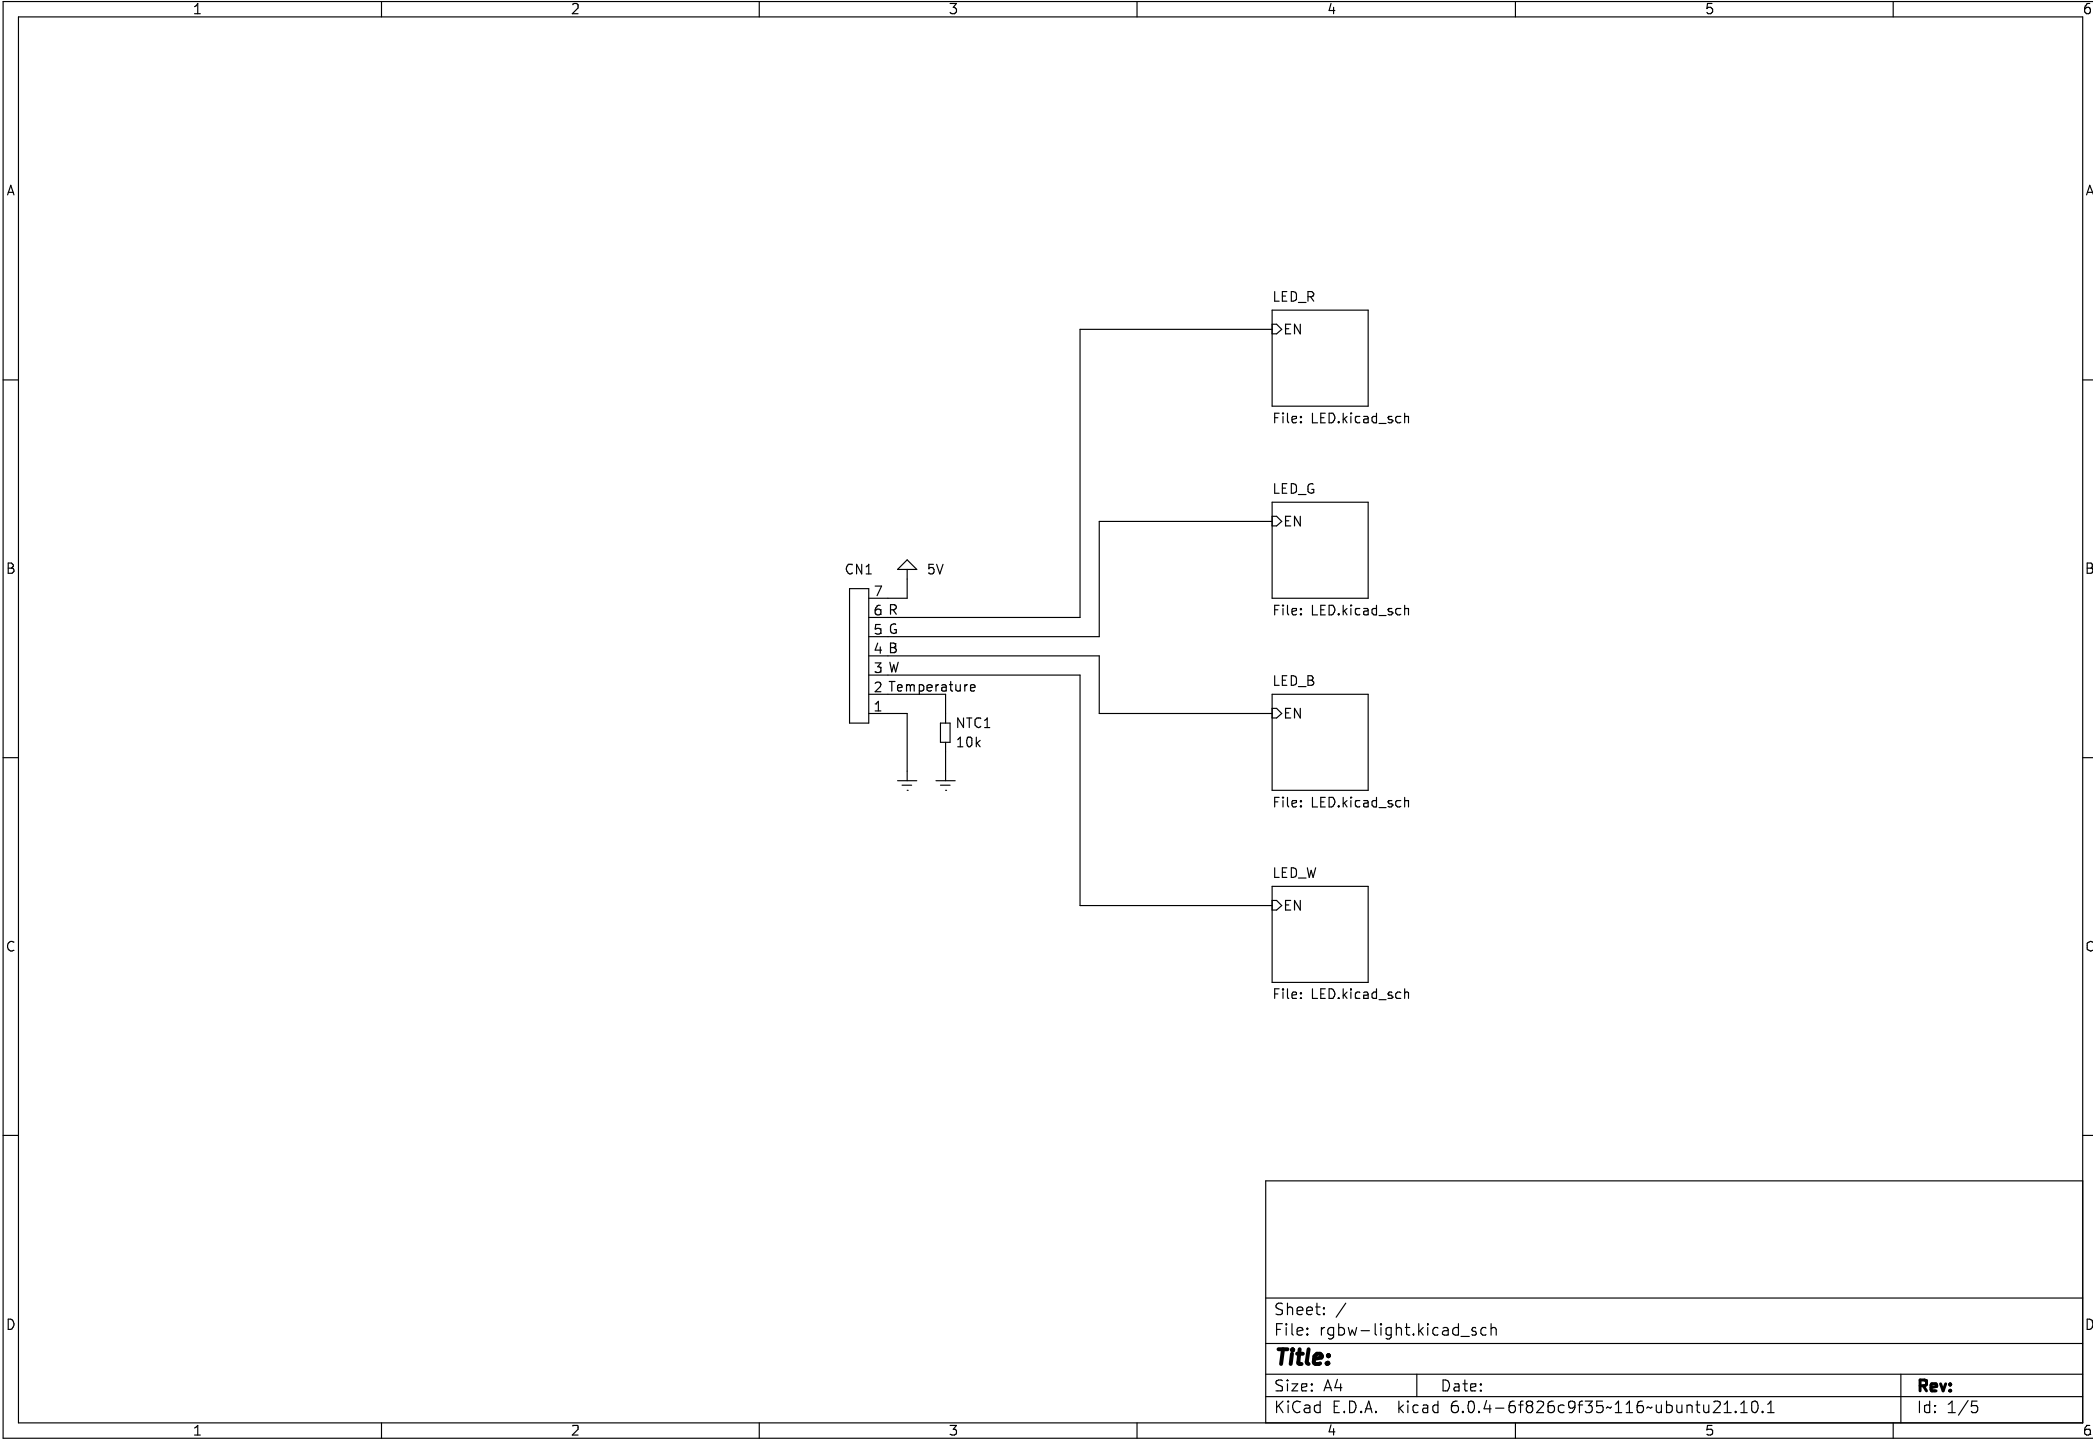 1 2 3 4 5 6
A A
LED_R
EN
File: LED.kicad_sch
LED_G
EN
File: LED.kicad_sch
B B
CN1 5V
7
6 R
5 G
4 B
3 W
2 Temperature
1
NTC1
10k
LED_B
EN
File: LED.kicad_sch
LED_W
EN
File: LED.kicad_sch
C C
Sheet: /
File: rgbw-light.kicad_sch
D D
Title:
Size: A4 Date: Rev:
KiCad E.D.A. kicad 6.0.4-6f826c9f35~116~ubuntu21.10.1 Id: 1/5
1 2 3 4 5 6